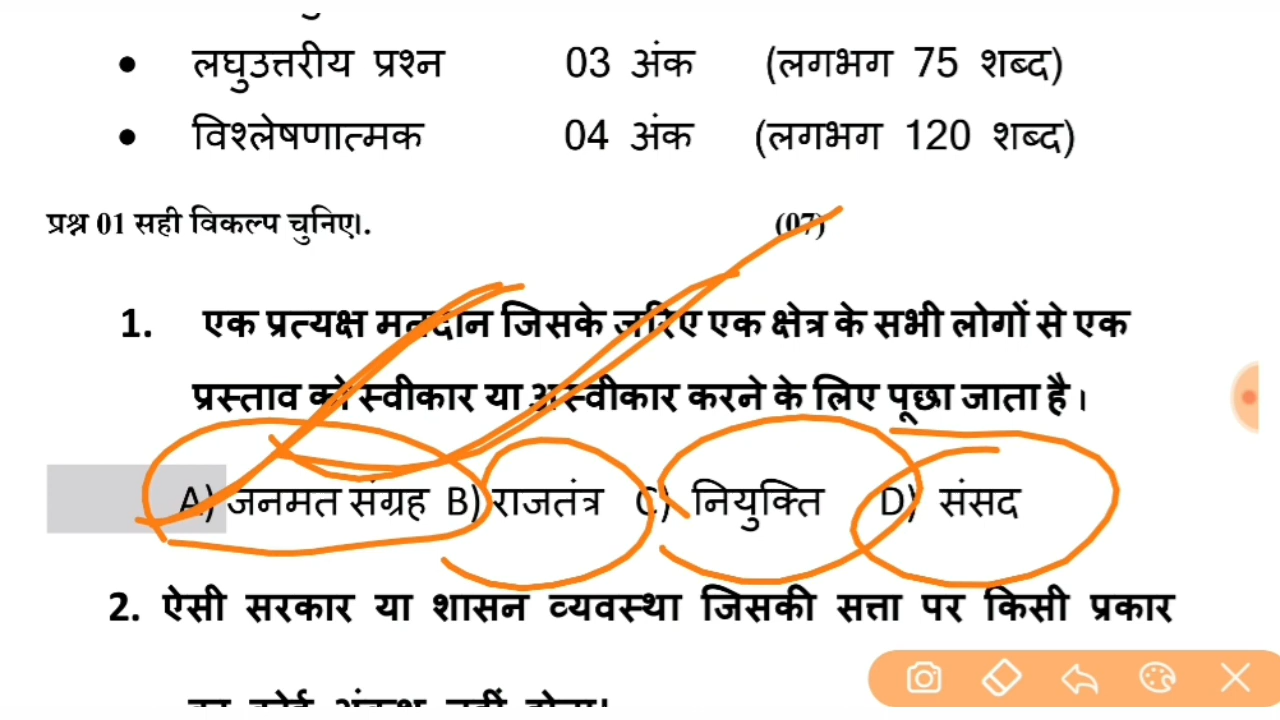 • लघुउत्तरीय प्रश्न 03 अंक (लगभग 75 शब्द)
• विश्लेषणात्मक 04 अंक (लगभग 120 शब्द)
प्रश्न 01 सही विकल्प चुनिए।. (07)
1. एक प्रत्यक्ष मतदान जिसके जरिए एक क्षेत्र के सभी लोगों से एक
प्रस्ताव को स्वीकार या अस्वीकार करने के लिए पूछा जाता है।
A) जनमत संग्रह B) राजतंत्र C) नियुक्ति D) संसद
2. ऐसी सरकार या शासन व्यवस्था जिसकी सत्ता पर किसी प्रकार
का कोई अंकुश नहीं होता।